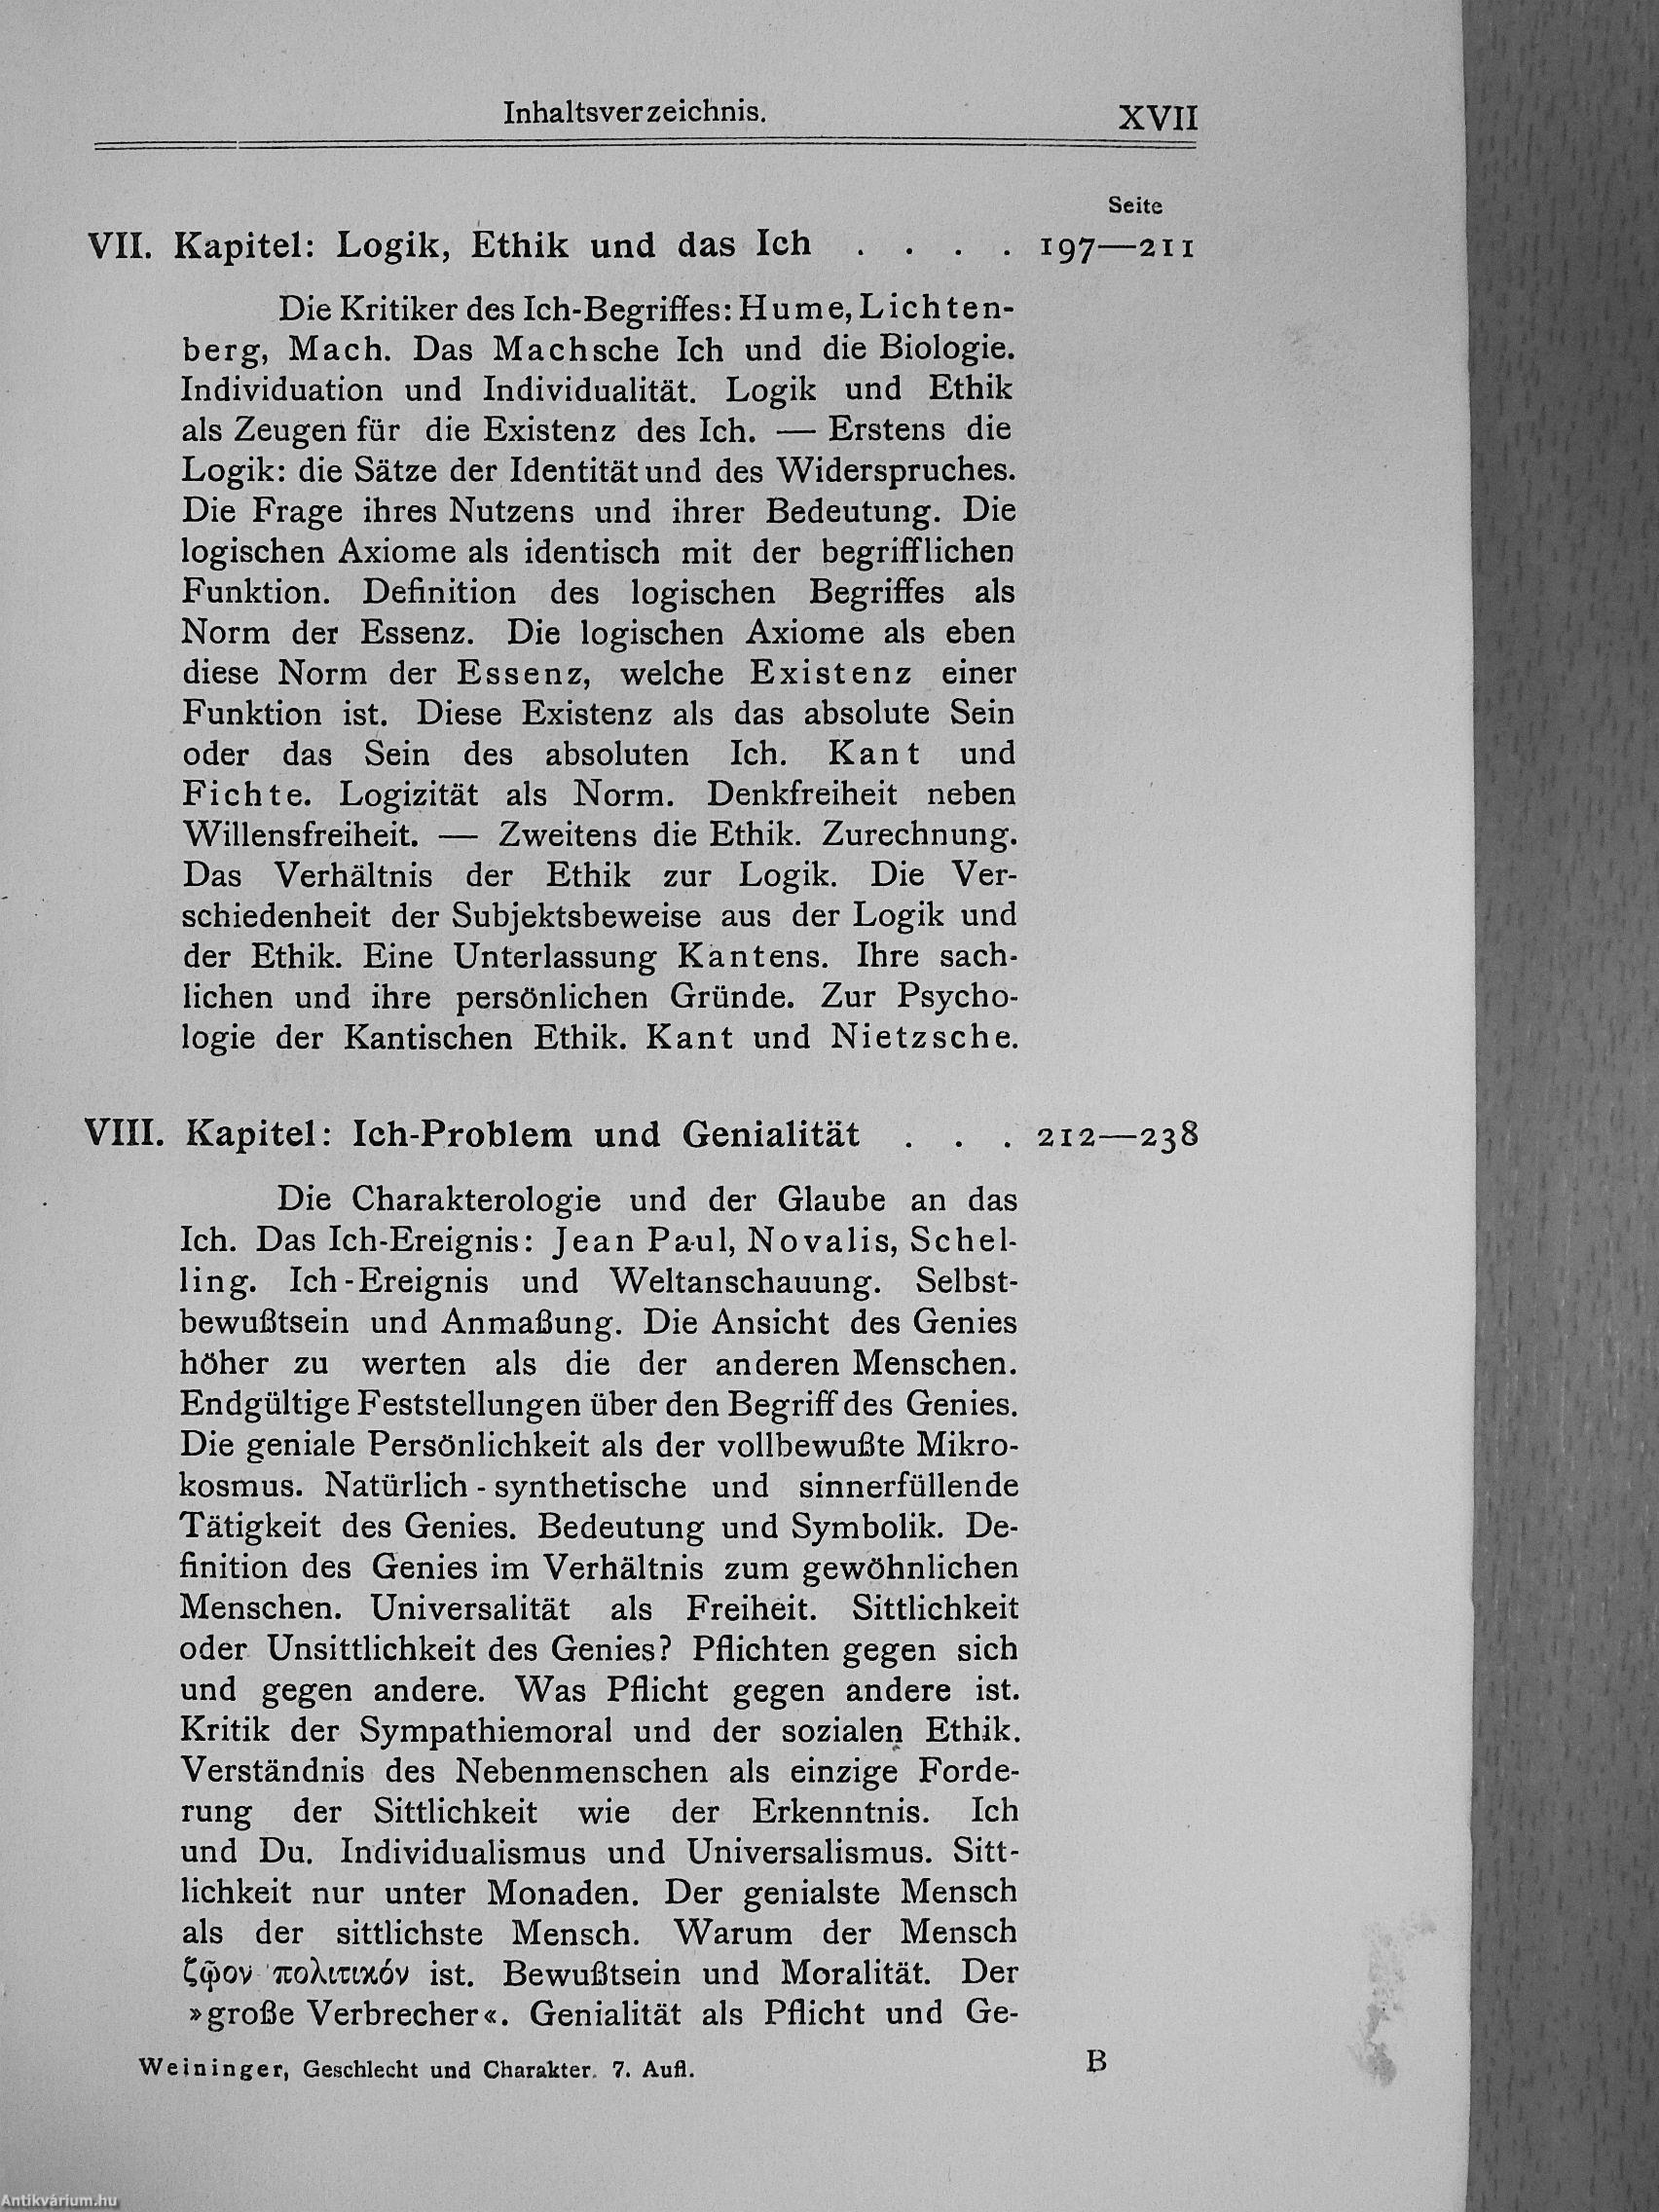 Inhaltsverzeichnis. XVII
Seite
VII. Kapitel: Logik, Ethik und das Ich . . . . 197—211
Die Kritiker des Ich-Begriffes: Hume, Lichten-
berg, Mach. Das Machsche Ich und die Biologie.
Individuation und Individualität. Logik und Ethik
als Zeugen für die Existenz des Ich. — Erstens die
Logik: die Sätze der Identität und des Widerspruches.
Die Frage ihres Nutzens und ihrer Bedeutung. Die
logischen Axiome als identisch mit der begrifflichen
Funktion. Definition des logischen Begriffes als
Norm der Essenz. Die logischen Axiome als eben
diese Norm der Essenz, welche Existenz einer
Funktion ist. Diese Existenz als das absolute Sein
oder das Sein des absoluten Ich. Kant und
Fichte. Logizität als Norm. Denkfreiheit neben
Willensfreiheit. — Zweitens die Ethik. Zurechnung.
Das Verhältnis der Ethik zur Logik. Die Ver-
schiedenheit der Subjektsbeweise aus der Logik und
der Ethik. Eine Unterlassung Kantens. Ihre sach-
lichen und ihre persönlichen Gründe. Zur Psycho-
logie der Kantischen Ethik. Kant und Nietzsche.
VIII. Kapitel: Ich-Problem und Genialität . . . 212—238
Die Charakterologie und der Glaube an das
Ich. Das Ich-Ereignis: Jean Paul, Novalis, Schel-
ling. Ich-Ereignis und Weltanschauung. Selbst-
bewußtsein und Anmaßung. Die Ansicht des Genies
höher zu werten als die der anderen Menschen.
Endgültige Feststellungen über den Begriff des Genies.
Die geniale Persönlichkeit als der vollbewußte Mikro-
kosmus. Natürlich-synthetische und sinnerfüllende
Tätigkeit des Genies. Bedeutung und Symbolik. De-
finition des Genies im Verhältnis zum gewöhnlichen
Menschen. Universalität als Freiheit. Sittlichkeit
oder Unsittlichkeit des Genies? Pflichten gegen sich
und gegen andere. Was Pflicht gegen andere ist.
Kritik der Sympathiemoral und der sozialen Ethik.
Verständnis des Nebenmenschen als einzige Forde-
rung der Sittlichkeit wie der Erkenntnis. Ich
und Du. Individualismus und Universalismus. Sitt-
lichkeit nur unter Monaden. Der genialste Mensch
als der sittlichste Mensch. Warum der Mensch
ζῷον πολιτικόν ist. Bewußtsein und Moralität. Der
»große Verbrecher«. Genialität als Pflicht und Ge-
Weininger, Geschlecht und Charakter. 7. Aufl. B
Antikvárium.hu